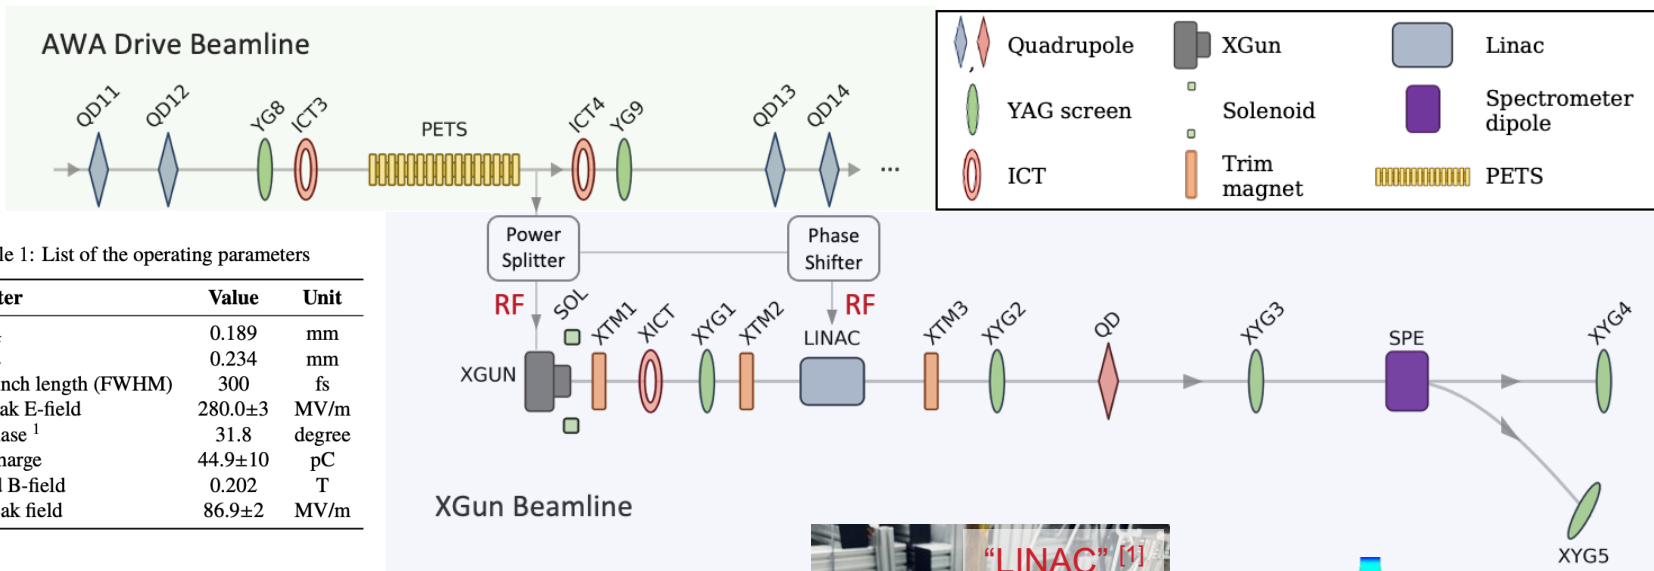 AWA Drive Beamline
QD11
QD12
YG8
ICT3
PETS
ICT4
YG9
QD13
QD14
...
Quadrupole
XGun
Linac
YAG screen
Solenoid
Spectrometer
dipole
ICT
Trim
magnet
PETS
Power
Splitter
Phase
Shifter
RF
RF
SOL
XTM1
XICT
XYG1
XTM2
LINAC
XTM3
XYG2
QD
XYG3
SPE
XYG4
XGUN
XYG5
XGun Beamline
"LINAC" [1]
le 1: List of the operating parameters
ter Value Unit
0.189 mm
0.234 mm
nch length (FWHM) 300 fs
ak E-field 280.0±3 MV/m
ase 1 31.8 degree
harge 44.9±10 pC
d B-field 0.202 T
ak field 86.9±2 MV/m